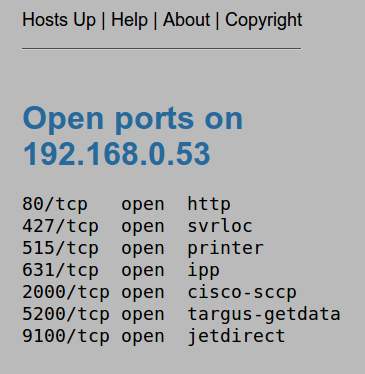 Hosts Up | Help | About | Copyright
Open ports on
192.168.0.53
80/tcp   open  http
427/tcp  open  svrloc
515/tcp  open  printer
631/tcp  open  ipp
2000/tcp open  cisco-sccp
5200/tcp open  targus-getdata
9100/tcp open  jetdirect